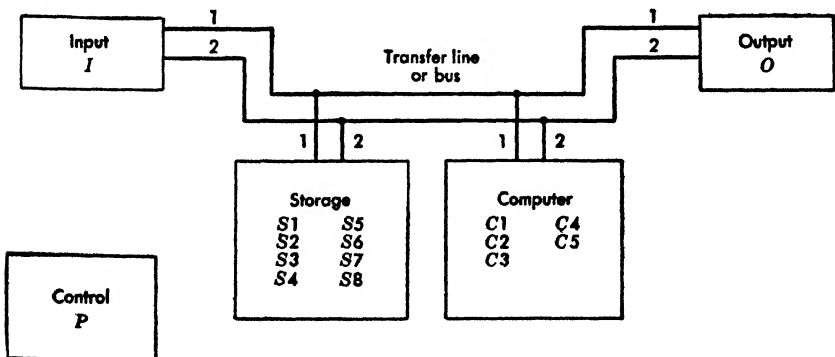 1
Input
I
2
Transfer line
or bus
1
Output
O
2
1 2
1 2
Storage
S1 S5
S2 S6
S3 S7
S4 S8
Computer
C1 C4
C2 C5
C3
Control
P